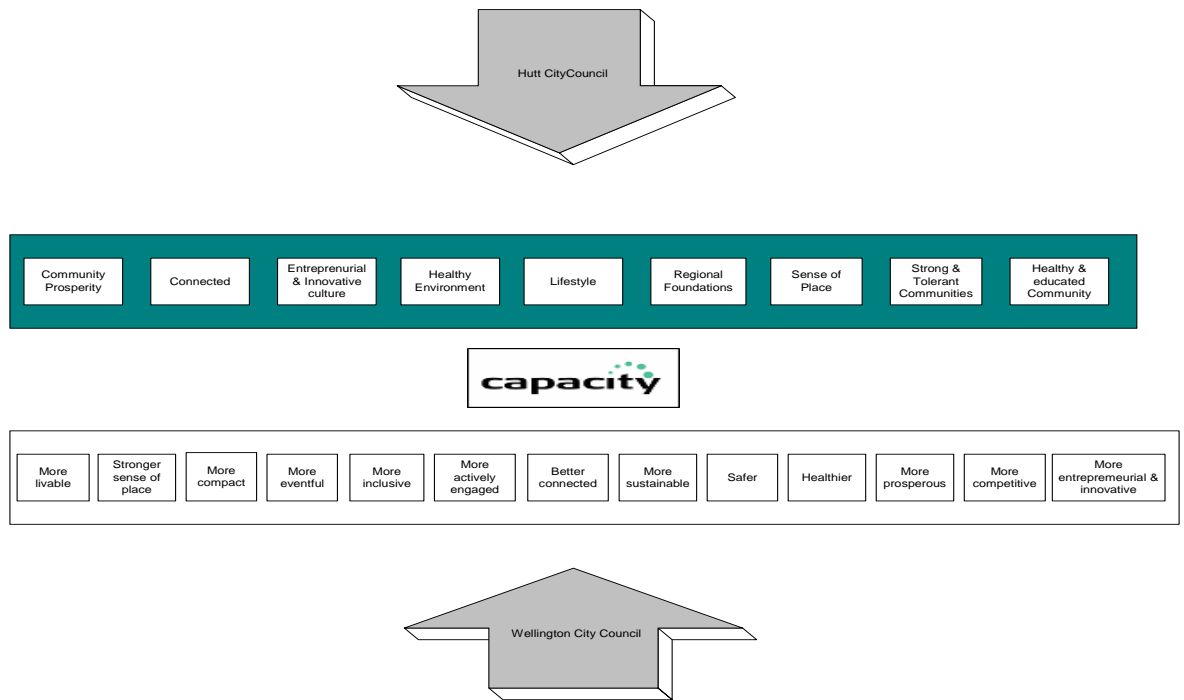 Hutt CityCouncil
Community
Prosperity
Connected
Entreprenurial
& Innovative
culture
Healthy
Environment
Lifestyle
Regional
Foundations
Sense of
Place
Strong &
Tolerant
Communities
Healthy &
educated
Community
capacity
More
livable
Stronger
sense of
place
More
compact
More
eventful
More
inclusive
More
actively
engaged
Better
connected
More
sustainable
Safer
Healthier
More
prosperous
More
competitive
More
entrepremeurial &
innovative
Wellington City Council